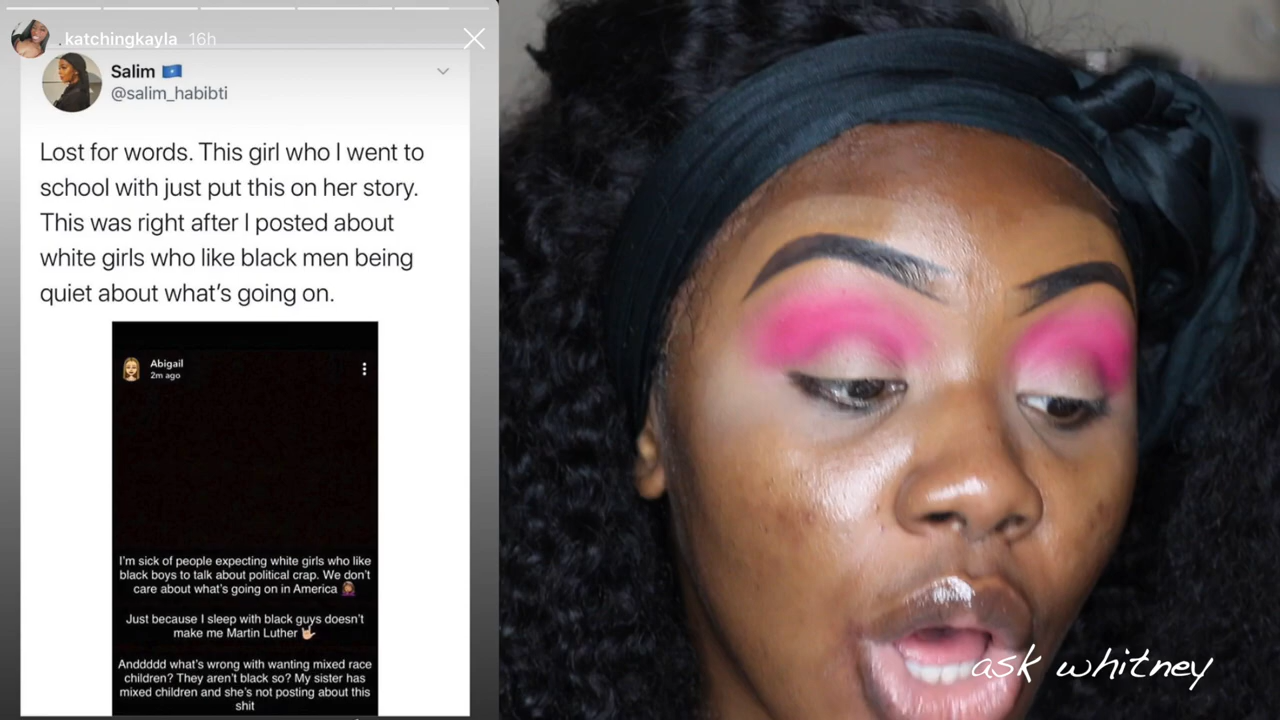 .katchingkayla 16h
Salim 🇸🇴
@salim_habibti
Lost for words. This girl who I went to
school with just put this on her story.
This was right after I posted about
white girls who like black men being
quiet about what's going on.
Abigail
2m ago
I'm sick of people expecting white girls who like
black boys to talk about political crap. We don't
care about what's going on in America 🤦🏽‍♀️
Just because I sleep with black guys doesn't
make me Martin Luther 🤟🏼
Anddddd what's wrong with wanting mixed race
children? They aren't black so? My sister has
mixed children and she's not posting about this
shit
ask whitney